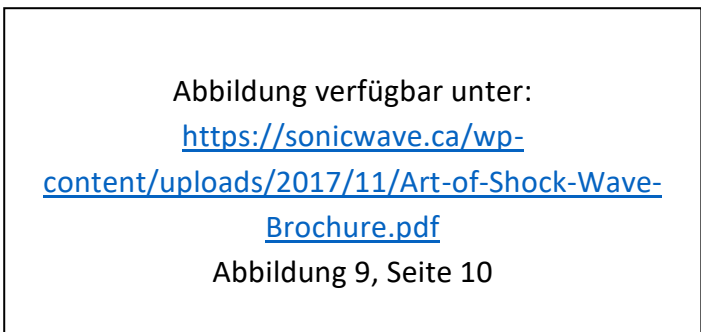 Abbildung verfügbar unter:
https://sonicwave.ca/wp-
content/uploads/2017/11/Art-of-Shock-Wave-
Brochure.pdf
Abbildung 9, Seite 10